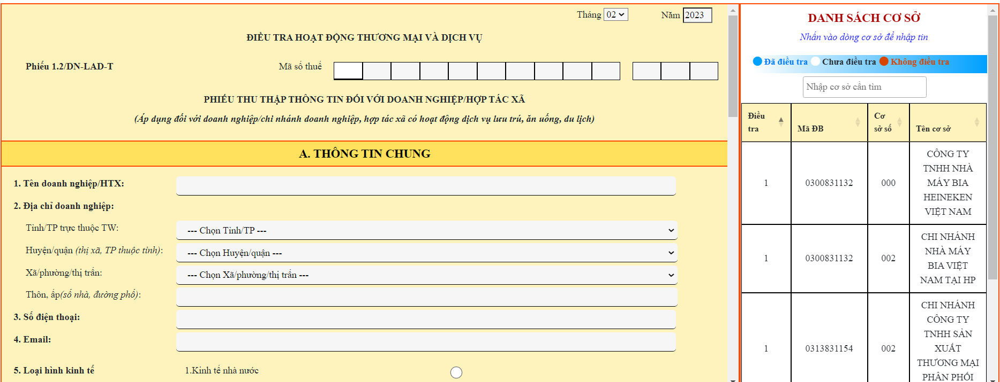 Tháng 02 Năm 2023
ĐIỀU TRA HOẠT ĐỘNG THƯƠNG MẠI VÀ DỊCH VỤ
Phiếu 1.2/DN-LAD-T Mã số thuế
PHIẾU THU THẬP THÔNG TIN ĐỐI VỚI DOANH NGHIỆP/HỢP TÁC XÃ
(Áp dụng đối với doanh nghiệp/chi nhánh doanh nghiệp, hợp tác xã có hoạt động dịch vụ lưu trú, ăn uống, du lịch)
A. THÔNG TIN CHUNG
1. Tên doanh nghiệp/HTX:
2. Địa chỉ doanh nghiệp:
Tỉnh/TP trực thuộc TW: --- Chọn Tỉnh/TP ---
Huyện/quận (thị xã, TP thuộc tỉnh): --- Chọn Huyện/quận ---
Xã/phường/thị trấn: --- Chọn Xã/phường/thị trấn ---
Thôn, ấp(số nhà, đường phố):
3. Số điện thoại:
4. Email:
5. Loại hình kinh tế 1.Kinh tế nhà nước
DANH SÁCH CƠ SỞ
Nhấn vào dòng cơ sở để nhập tin
Đã điều tra Chưa điều tra Không điều tra
Nhập cơ sở cần tìm
Điều tra Mã ĐB Cơ sở số Tên cơ sở
CÔNG TY
TNHH NHÀ
1 0300831132 000 MÁY BIA
HEINEKEN
VIỆT NAM
CHI NHÁNH
NHÀ MÁY
1 0300831132 002 BIA VIỆT
NAM TẠI HP
CHI NHÁNH
CÔNG TY
TNHH SẢN
1 0313831154 002 XUẤT
THƯƠNG MẠI
PHÂN PHỐI